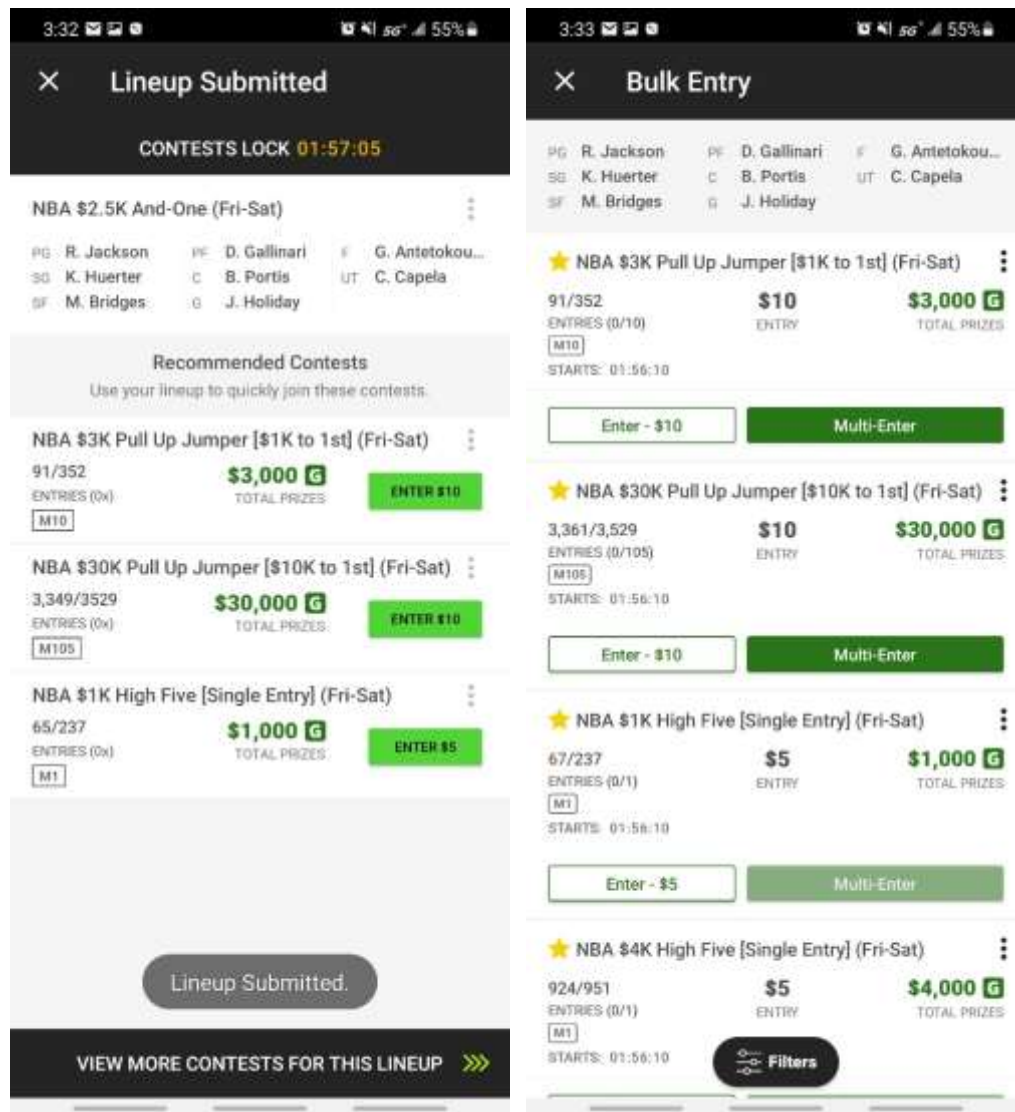 3:32
5G+ 55%
Lineup Submitted
CONTESTS LOCK 01:57:05
NBA $2.5K And-One (Fri-Sat)
PG R. Jackson PF D. Gallinari F G. Antetokou...
SG K. Huerter C B. Portis UT C. Capela
SF M. Bridges G J. Holiday
Recommended Contests
Use your lineup to quickly join these contests.
NBA $3K Pull Up Jumper [$1K to 1st] (Fri-Sat)
91/352 $3,000 G ENTER $10
ENTRIES (0x) TOTAL PRIZES
M10
NBA $30K Pull Up Jumper [$10K to 1st] (Fri-Sat)
3,349/3529 $30,000 G ENTER $10
ENTRIES (0x) TOTAL PRIZES
M105
NBA $1K High Five [Single Entry] (Fri-Sat)
65/237 $1,000 G ENTER $5
ENTRIES (0x) TOTAL PRIZES
M1
Lineup Submitted.
VIEW MORE CONTESTS FOR THIS LINEUP
3:33
5G+ 55%
Bulk Entry
PG R. Jackson PF D. Gallinari F G. Antetokou...
SG K. Huerter C B. Portis UT C. Capela
SF M. Bridges G J. Holiday
NBA $3K Pull Up Jumper [$1K to 1st] (Fri-Sat)
91/352 $10 $3,000 G
ENTRIES (0/10) ENTRY TOTAL PRIZES
M10
STARTS: 01:56:10
Enter - $10 Multi-Enter
NBA $30K Pull Up Jumper [$10K to 1st] (Fri-Sat)
3,361/3,529 $10 $30,000 G
ENTRIES (0/105) ENTRY TOTAL PRIZES
M105
STARTS: 01:56:10
Enter - $10 Multi-Enter
NBA $1K High Five [Single Entry] (Fri-Sat)
67/237 $5 $1,000 G
ENTRIES (0/1) ENTRY TOTAL PRIZES
M1
STARTS: 01:56:10
Enter - $5 Multi-Enter
NBA $4K High Five [Single Entry] (Fri-Sat)
924/951 $5 $4,000 G
ENTRIES (0/1) ENTRY TOTAL PRIZES
M1
STARTS: 01:56:10
Filters